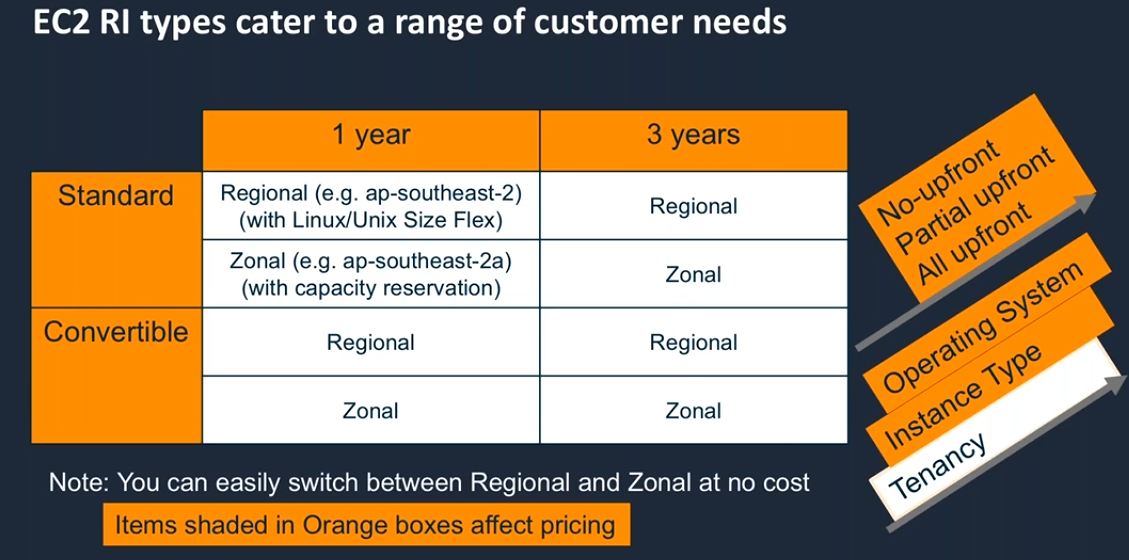 EC2 RI types cater to a range of customer needs
1 year
3 years
Standard
Regional (e.g. ap-southeast-2)
(with Linux/Unix Size Flex)
Regional
Zonal (e.g. ap-southeast-2a)
(with capacity reservation)
Zonal
Convertible
Regional
Regional
Zonal
Zonal
No-upfront
Partial upfront
All upfront
Operating System
Instance Type
Tenancy
Note: You can easily switch between Regional and Zonal at no cost
Items shaded in Orange boxes affect pricing